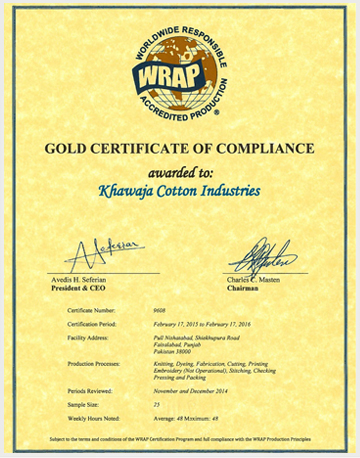 WORLDWIDE RESPONSIBLE
WRAP
ACCREDITED PRODUCTION ®
GOLD CERTIFICATE OF COMPLIANCE
awarded to:
Khawaja Cotton Industries
Avedis H. Seferian
President & CEO
Charles C. Masten
Chairman
Certificate Number: 9608
Certification Period: February 17, 2015 to February 17, 2016
Facility Address: Pull Nishatabad, Shiekhupura Road
Faisalabad, Punjab
Pakistan 38000
Production Processes: Knitting, Dyeing, Fabrication, Cutting, Printing
Embroidery (Not Operational), Stitching, Checking
Pressing and Packing
Periods Reviewed: November and December 2014
Sample Size: 25
Weekly Hours Noted: Average: 48 Maximum: 48
Subject to the terms and conditions of the WRAP Certification Program and full compliance with the WRAP Production Principles